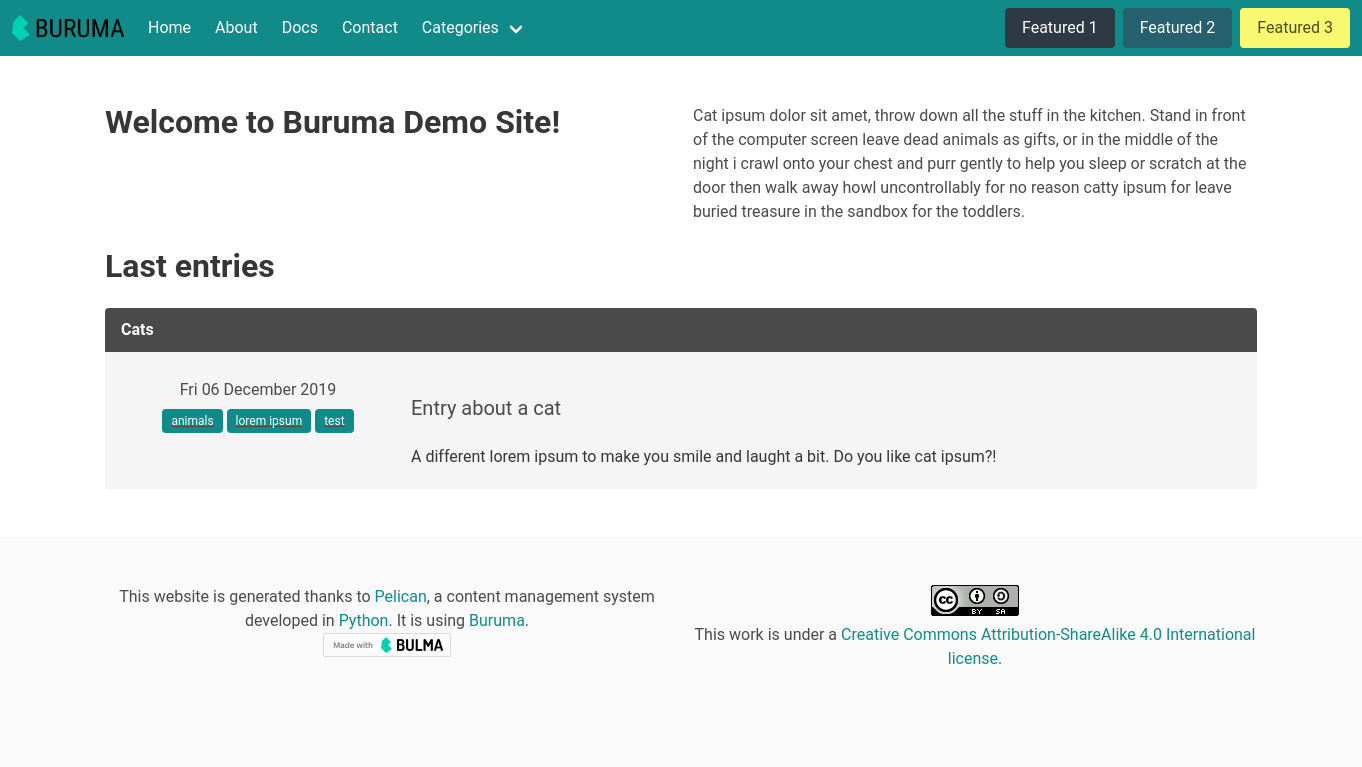 BURUMA Home About Docs Contact Categories Featured 1 Featured 2 Featured 3
Welcome to Buruma Demo Site!
Cat ipsum dolor sit amet, throw down all the stuff in the kitchen. Stand in front
of the computer screen leave dead animals as gifts, or in the middle of the
night i crawl onto your chest and purr gently to help you sleep or scratch at the
door then walk away howl uncontrollably for no reason catty ipsum for leave
buried treasure in the sandbox for the toddlers.
Last entries
Cats
Fri 06 December 2019
animals lorem ipsum test
Entry about a cat
A different lorem ipsum to make you smile and laught a bit. Do you like cat ipsum?!
This website is generated thanks to Pelican, a content management system
developed in Python. It is using Buruma.
Made with BULMA
CC BY SA
This work is under a Creative Commons Attribution-ShareAlike 4.0 International
license.